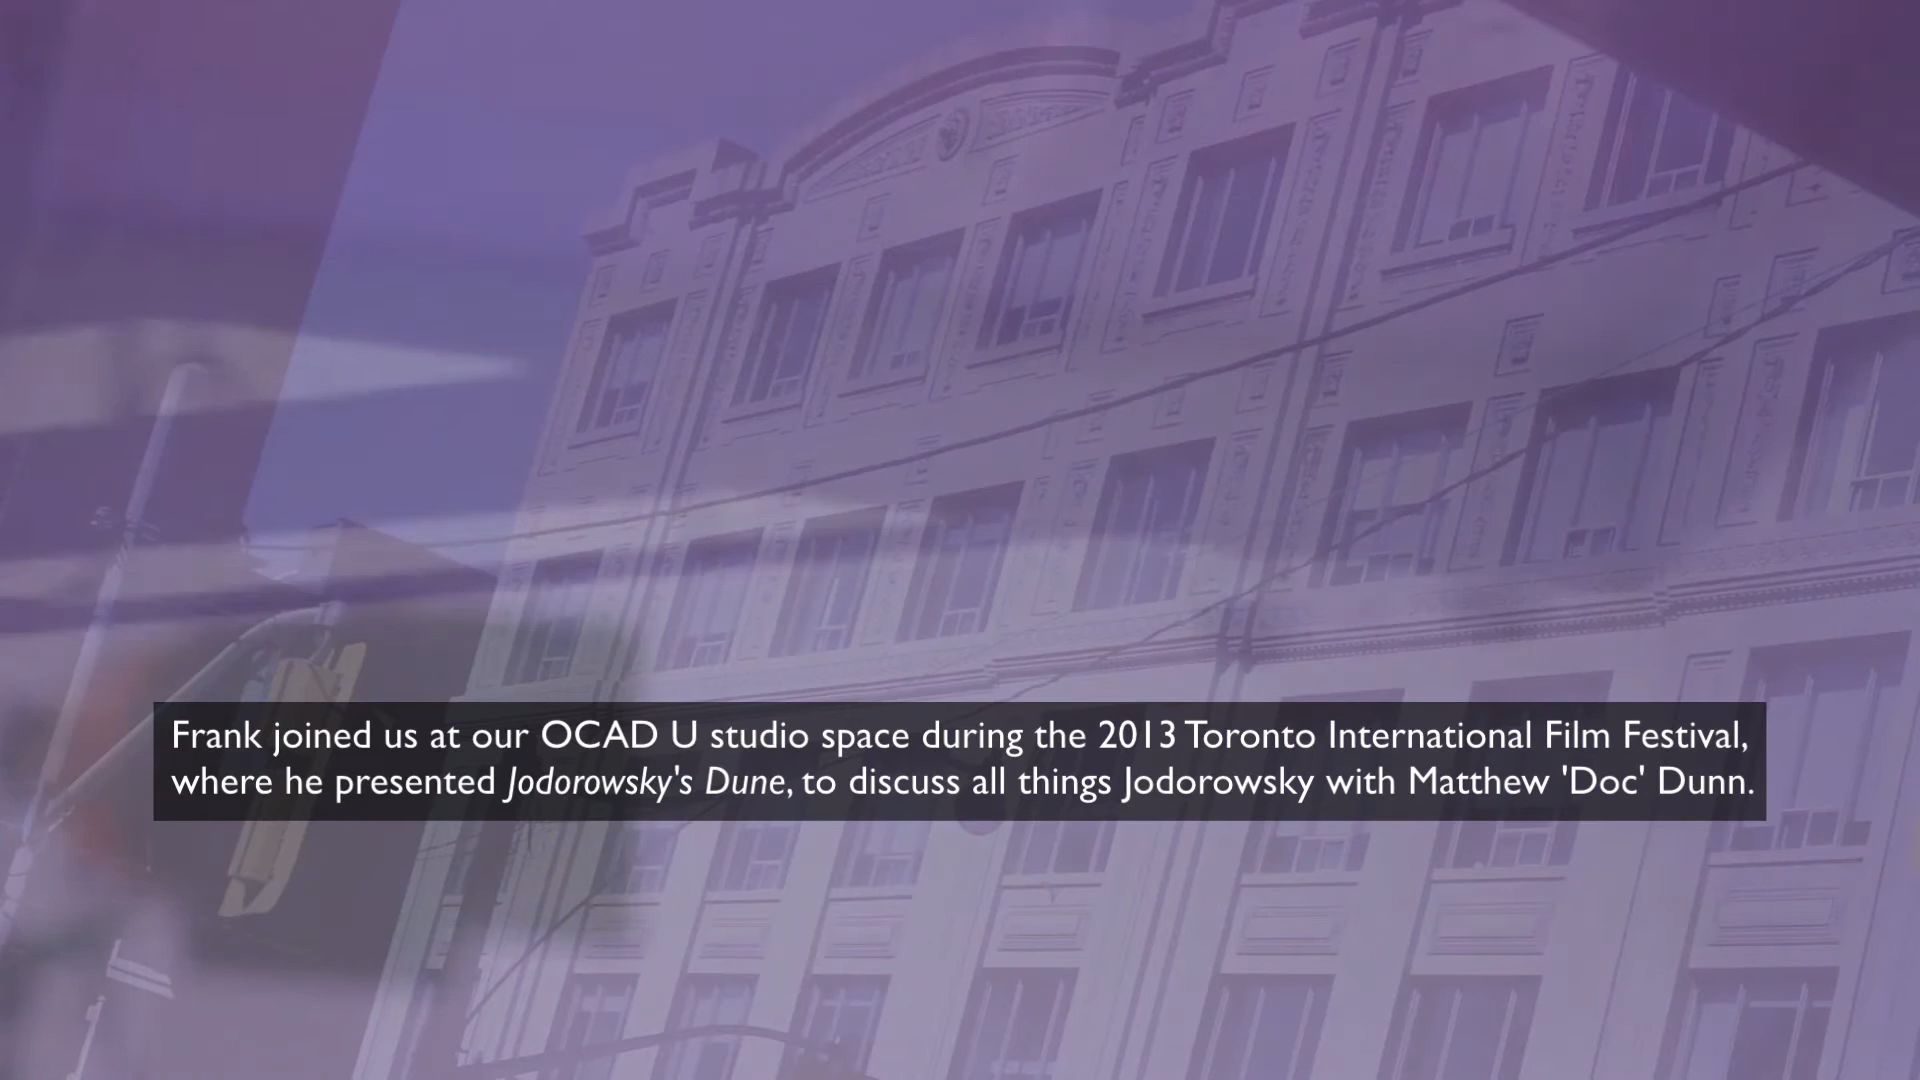 Frank joined us at our OCAD U studio space during the 2013 Toronto International Film Festival,
where he presented Jodorowsky's Dune, to discuss all things Jodorowsky with Matthew 'Doc' Dunn.